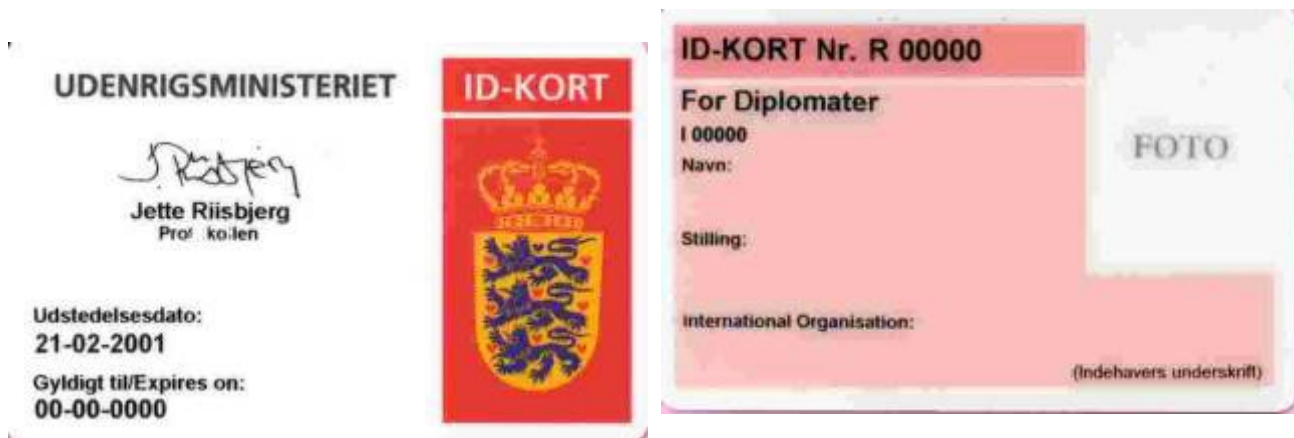 UDENRIGSMINISTERIET
ID-KORT
Jette Riisbjerg
Udstedelsesdato:
21-02-2001
Gyldigt til/Expires on:
00-00-0000
ID-KORT Nr. R 00000
For Diplomater
I 00000
Navn:
FOTO
Stilling:
International Organisation:
(Indehavers underskrift)